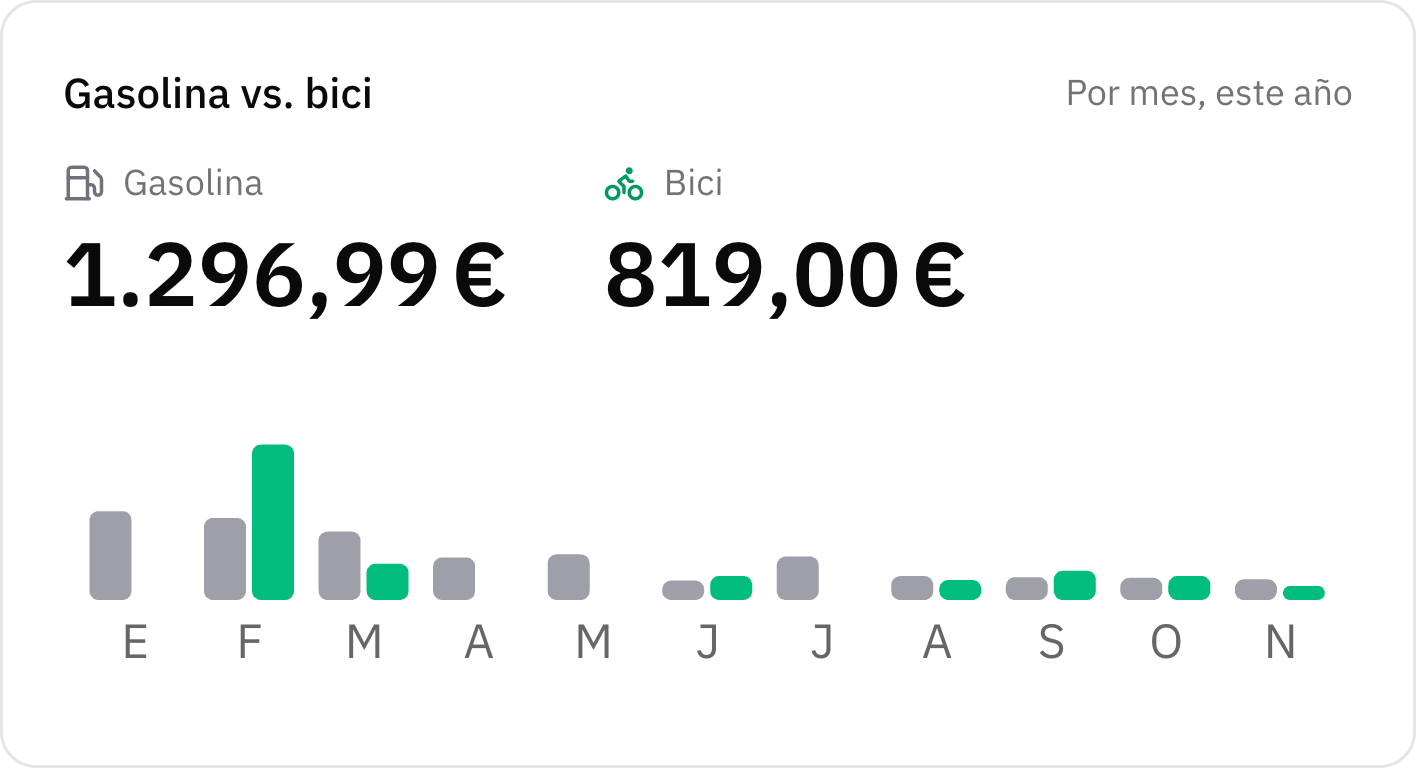 Gasolina vs. bici
Por mes, este año
Gasolina
Bici
1.296,99 €
819,00 €
E F M A M J J A S O N